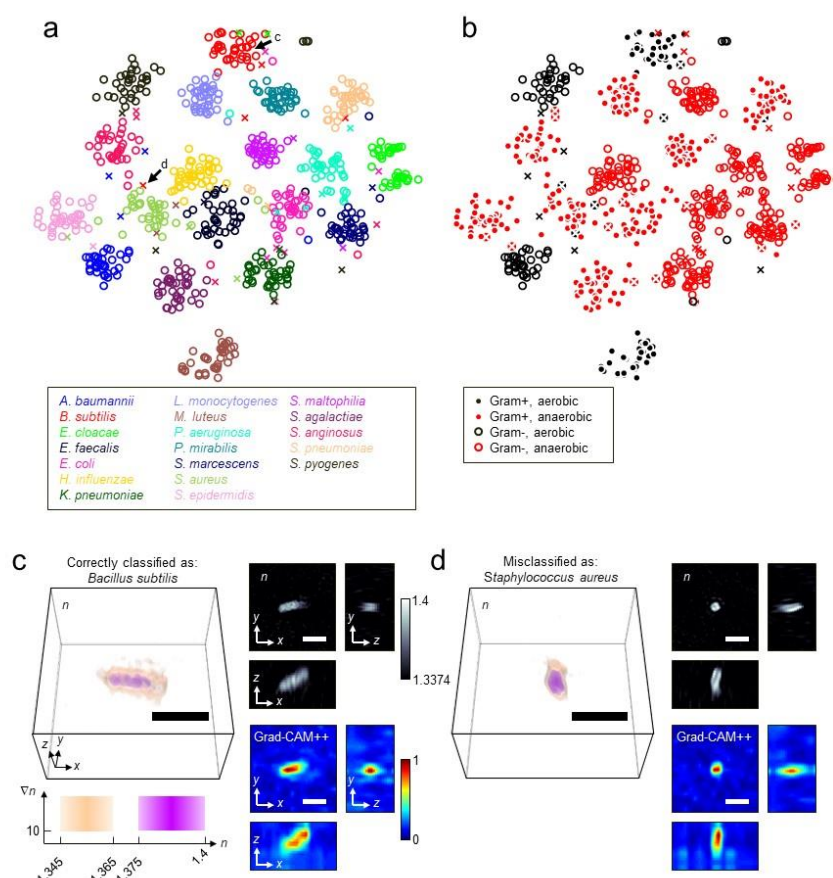 a
b
c
d
A. baumannii
B. subtilis
E. cloacae
E. faecalis
E. coli
H. influenzae
K. pneumoniae
L. monocytogenes
M. luteus
P. aeruginosa
P. mirabilis
S. marcescens
S. aureus
S. epidermidis
S. maltophilia
S. agalactiae
S. anginosus
S. pneumoniae
S. pyogenes
Gram+, aerobic
Gram+, anaerobic
Gram-, aerobic
Gram-, anaerobic
c
Correctly classified as:
Bacillus subtilis
n
z
y
x
∇n
10
n
1.365
1.375
1.4
n
y
x
y
z
z
x
1.4
1.3374
Grad-CAM++
y
x
y
z
z
x
1
0
d
Misclassified as:
Staphylococcus aureus
n
n
Grad-CAM++